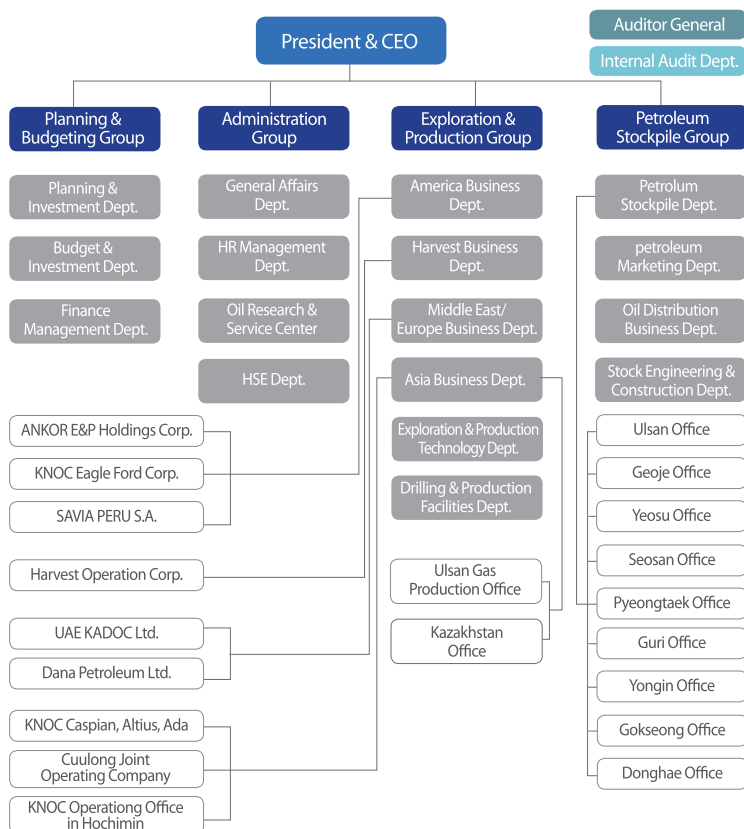 President & CEO
Auditor General
Internal Audit Dept.
Planning &
Budgeting Group
Administration
Group
Exploration &
Production Group
Petroleum
Stockpile Group
Planning &
Investment Dept.
Budget &
Investment Dept.
Finance
Management Dept.
General Affairs
Dept.
HR Management
Dept.
Oil Research &
Service Center
HSE Dept.
America Business
Dept.
Harvest Business
Dept.
Middle East/
Europe Business Dept.
Asia Business Dept.
Exploration & Production
Technology Dept.
Drilling & Production
Facilities Dept.
Petrolum
Stockpile Dept.
petroleum
Marketing Dept.
Oil Distribution
Business Dept.
Stock Engineering &
Construction Dept.
ANKOR E&P Holdings Corp.
KNOC Eagle Ford Corp.
SAVIA PERU S.A.
Harvest Operation Corp.
UAE KADOC Ltd.
Dana Petroleum Ltd.
KNOC Caspian, Altius, Ada
Cuulong Joint
Operating Company
KNOC Operationg Office
in Hochimin
Ulsan Gas
Production Office
Kazakhstan
Office
Ulsan Office
Geoje Office
Yeosu Office
Seosan Office
Pyeongtaek Office
Guri Office
Yongin Office
Gokseong Office
Donghae Office